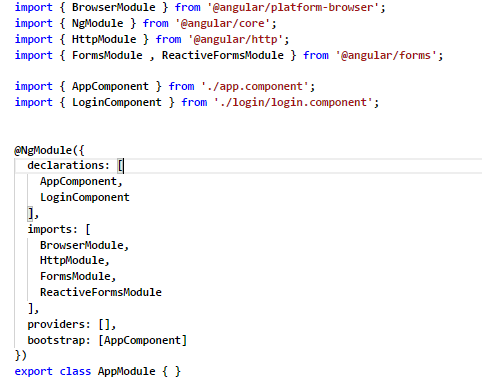 import { BrowserModule } from '@angular/platform-browser';
import { NgModule } from '@angular/core';
import { HttpModule } from '@angular/http';
import { FormsModule , ReactiveFormsModule } from '@angular/forms';

import { AppComponent } from './app.component';
import { LoginComponent } from './login/login.component';


@NgModule({
  declarations: [
    AppComponent,
    LoginComponent
  ],
  imports: [
    BrowserModule,
    HttpModule,
    FormsModule,
    ReactiveFormsModule
  ],
  providers: [],
  bootstrap: [AppComponent]
})
export class AppModule { }